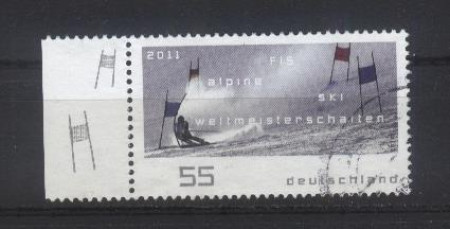 2011
FIS
alpine
SKI
weltmeisterschaften
55
deutschland